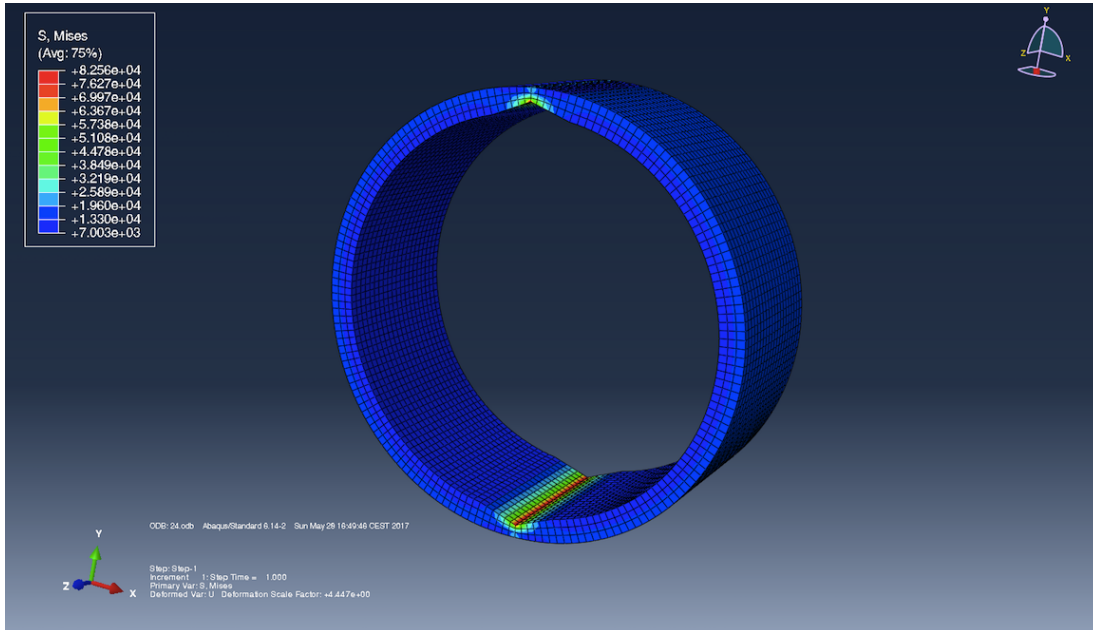 S, Mises
(Avg: 75%)
+8.256e+04
+7.627e+04
+6.997e+04
+6.367e+04
+5.738e+04
+5.108e+04
+4.478e+04
+3.849e+04
+3.219e+04
+2.589e+04
+1.960e+04
+1.330e+04
+7.003e+03
Y
Z
X
ODB: 24.odb Abaqus/Standard 6.14-2 Sun May 28 16:49:46 CEST 2017
Y
Z
X
Step: Step-1
Increment 1: Step Time = 1.000
Primary Var: S, Mises
Deformed Var: U Deformation Scale Factor: +4.447e+00